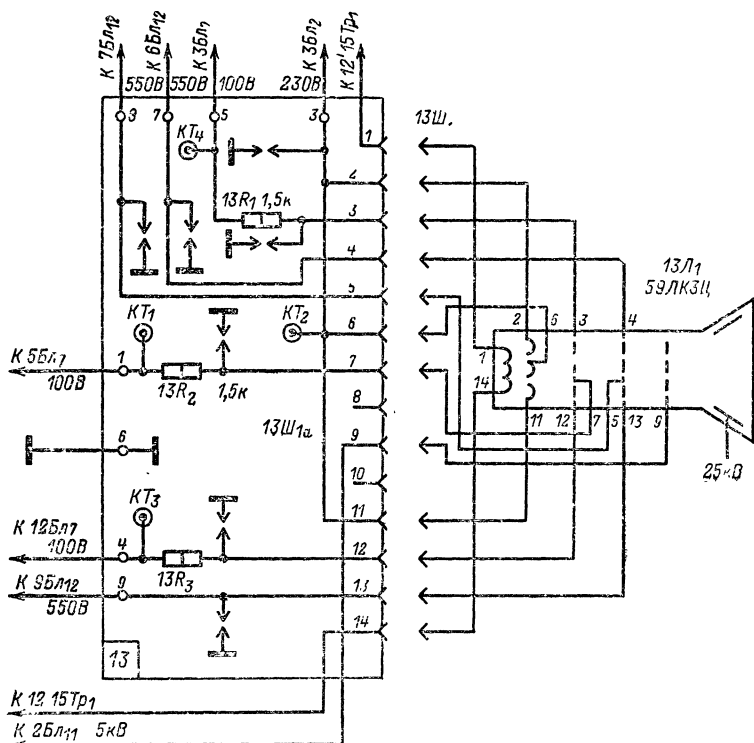 К 7Бл12
К 6Бл12
К 3Бл7
К 3Бл2
К 12' 15Тр1
550В
550В
100В
230В
9
7
5
3
13Ш.
КТ4
1
2
13R1 1,5к
3
4
5
13Л1
59ЛК3Ц
КТ1
КТ2
6
2 6 3 4
К 5Бл7
100В
1
1
7
13R2
1,5к
14
8
13Ш1а
11 12 7 5 13 9
9
6
10
25кВ
КТ3
11
К 12Бл7
100В
4
12
13R3
К 9Бл12
550В
9
13
14
13
К 12 15Тр1
К 2Бл11 5кВ